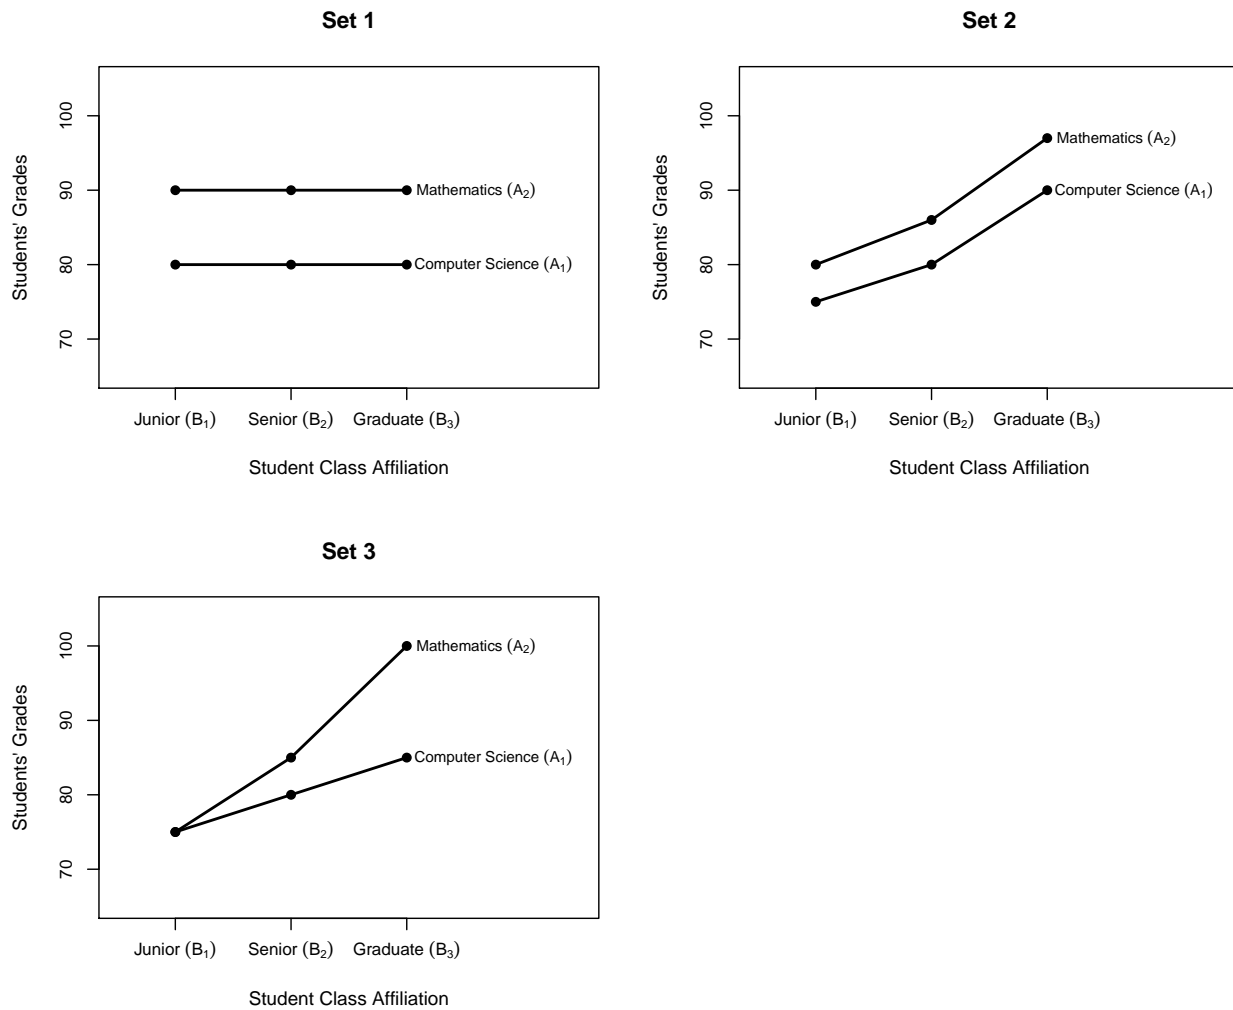 Set 1
Students' Grades
100
90
80
70
Mathematics (A₂)
Computer Science (A₁)
Junior (B₁) Senior (B₂) Graduate (B₃)
Student Class Affiliation
Set 2
Students' Grades
100
90
80
70
Mathematics (A₂)
Computer Science (A₁)
Junior (B₁) Senior (B₂) Graduate (B₃)
Student Class Affiliation
Set 3
Students' Grades
100
90
80
70
Mathematics (A₂)
Computer Science (A₁)
Junior (B₁) Senior (B₂) Graduate (B₃)
Student Class Affiliation